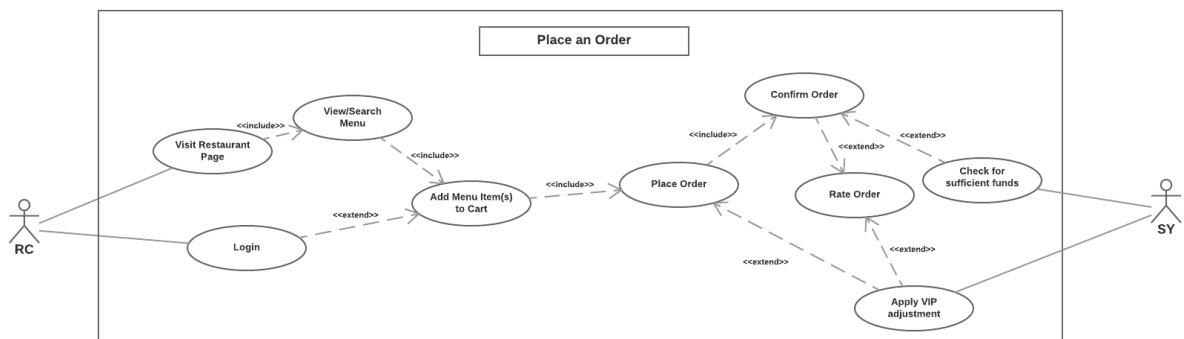 Place an Order
Confirm Order
View/Search
Menu
<<include>>
<<include>>
<<extend>>
<<extend>>
Visit Restaurant
Page
<<include>>
Check for
sufficient funds
<<include>>
Place Order
Rate Order
Add Menu Item(s)
to Cart
<<extend>>
RC
SY
Login
<<extend>>
<<extend>>
Apply VIP
adjustment